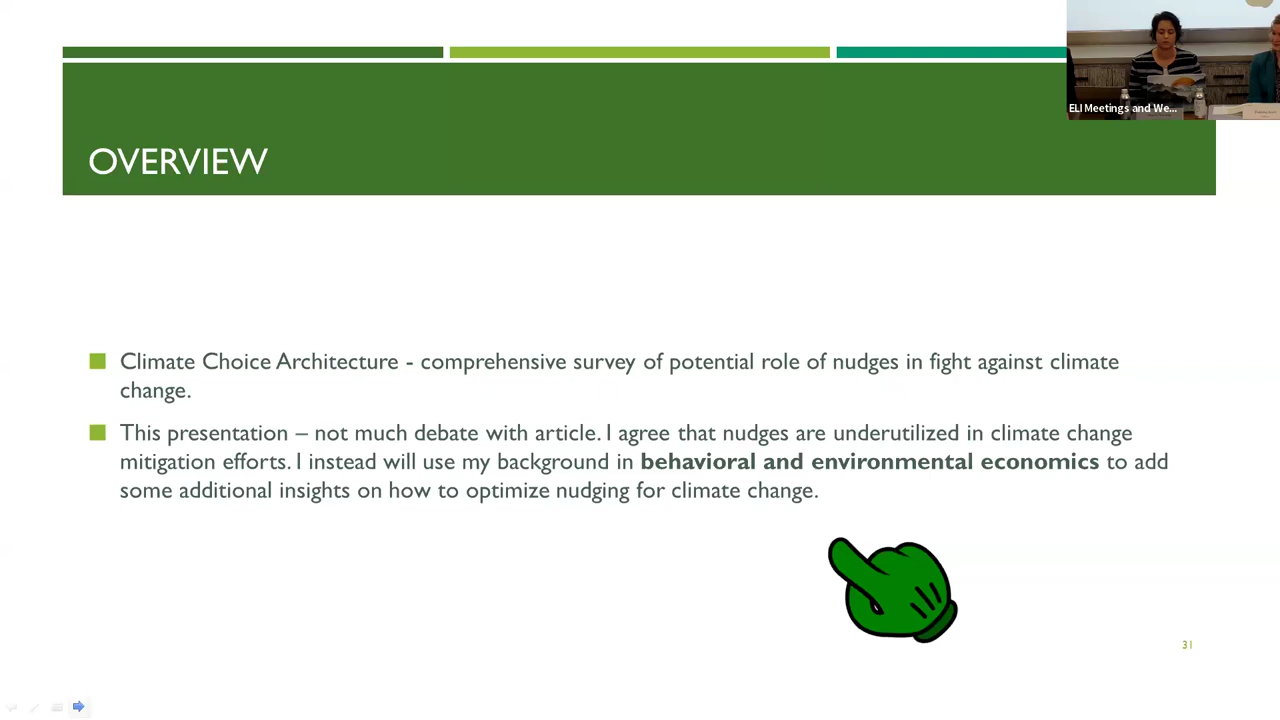 ELI Meetings and We...
OVERVIEW
Climate Choice Architecture - comprehensive survey of potential role of nudges in fight against climate
change.
This presentation – not much debate with article. I agree that nudges are underutilized in climate change
mitigation efforts. I instead will use my background in behavioral and environmental economics to add
some additional insights on how to optimize nudging for climate change.
31